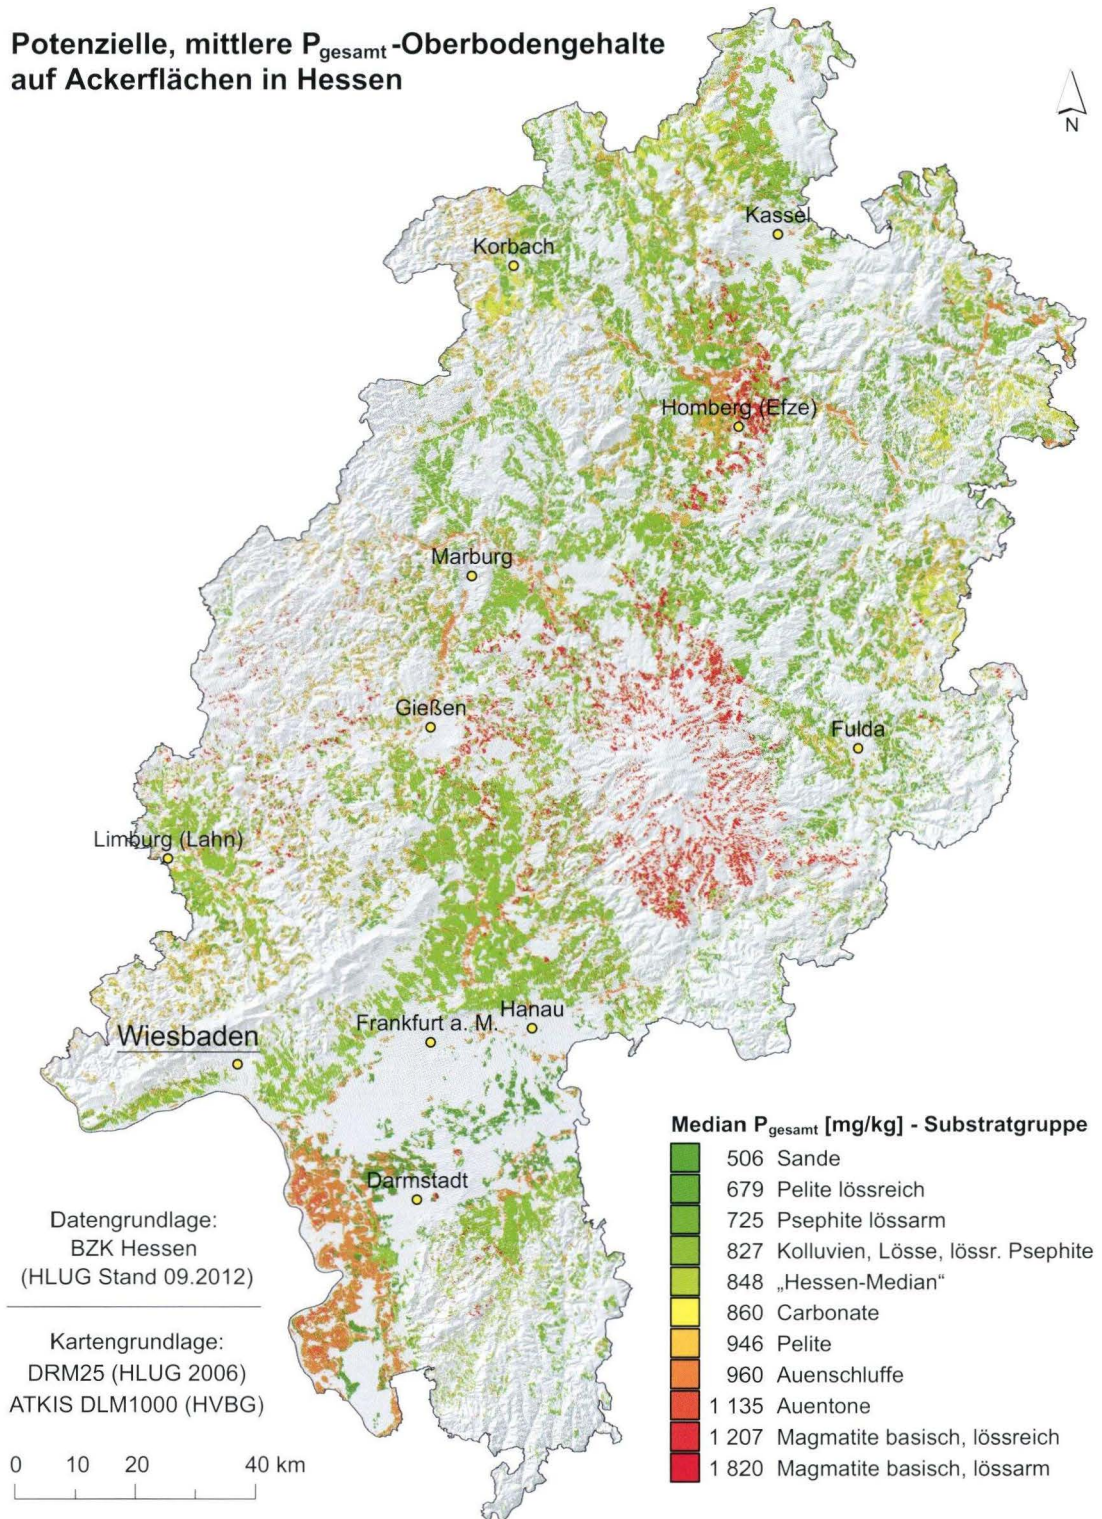 Potenzielle, mittlere Pgesamt -Oberbodengehalte
auf Ackerflächen in Hessen
N
Kassel
Korbach
Homberg (Efze)
Marburg
Gießen
Fulda
Limburg (Lahn)
Hanau
Frankfurt a. M.
Wiesbaden
Darmstadt
Median Pgesamt [mg/kg] - Substratgruppe
506 Sande
679 Pelite lössreich
725 Psephite lössarm
827 Kolluvien, Lösse, lössr. Psephite
848 „Hessen-Median“
860 Carbonate
946 Pelite
960 Auenschluffe
1 135 Auentone
1 207 Magmatite basisch, lössreich
1 820 Magmatite basisch, lössarm
Datengrundlage:
BZK Hessen
(HLUG Stand 09.2012)
Kartengrundlage:
DRM25 (HLUG 2006)
ATKIS DLM1000 (HVBG)
0 10 20 40 km